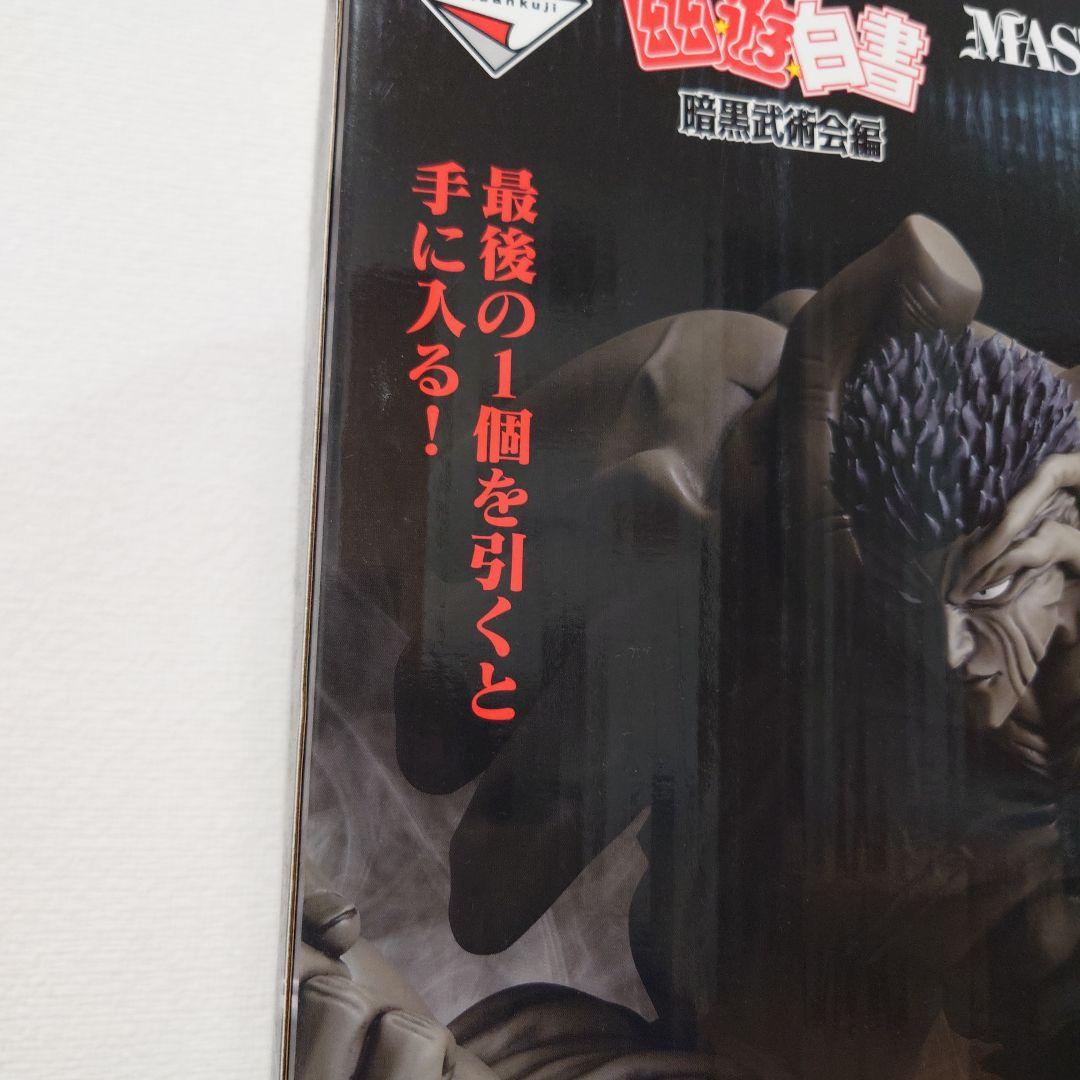 幽☆遊☆白書
暗黒武術会編
最後の1個を引くと
手に入る！